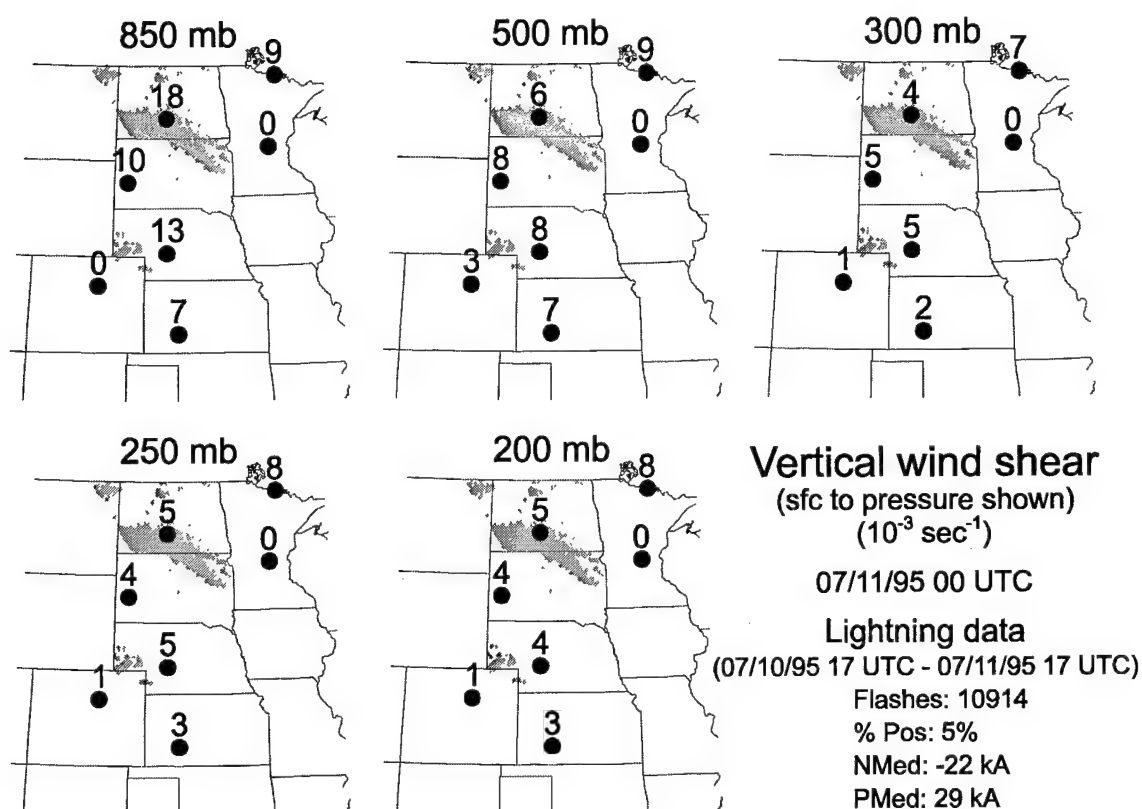 850 mb
9
18
0
10
13
0
7
500 mb
9
6
0
8
8
3
7
300 mb
7
4
0
5
5
1
2
250 mb
8
5
0
4
5
1
3
200 mb
8
5
0
4
4
1
3
Vertical wind shear
(sfc to pressure shown)
(10⁻³ sec⁻¹)
07/11/95 00 UTC
Lightning data
(07/10/95 17 UTC - 07/11/95 17 UTC)
Flashes: 10914
% Pos: 5%
NMed: -22 kA
PMed: 29 kA